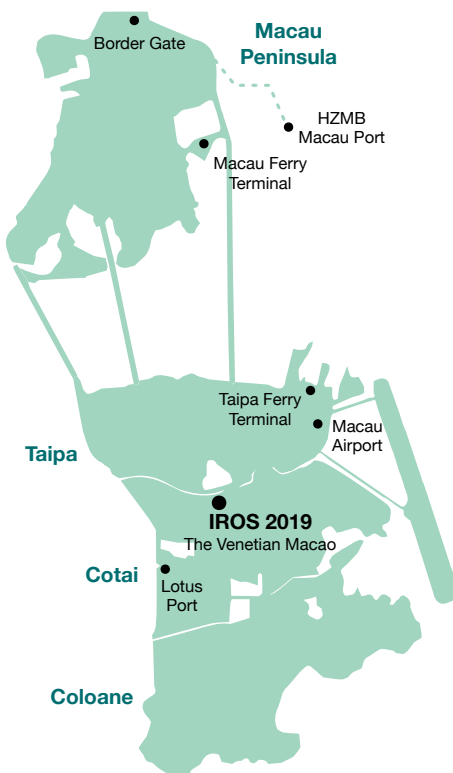 Border Gate
Macau
Peninsula
HZMB
Macau Port
Macau Ferry
Terminal
Taipa Ferry
Terminal
Macau
Airport
Taipa
IROS 2019
The Venetian Macao
Cotai
Lotus
Port
Coloane